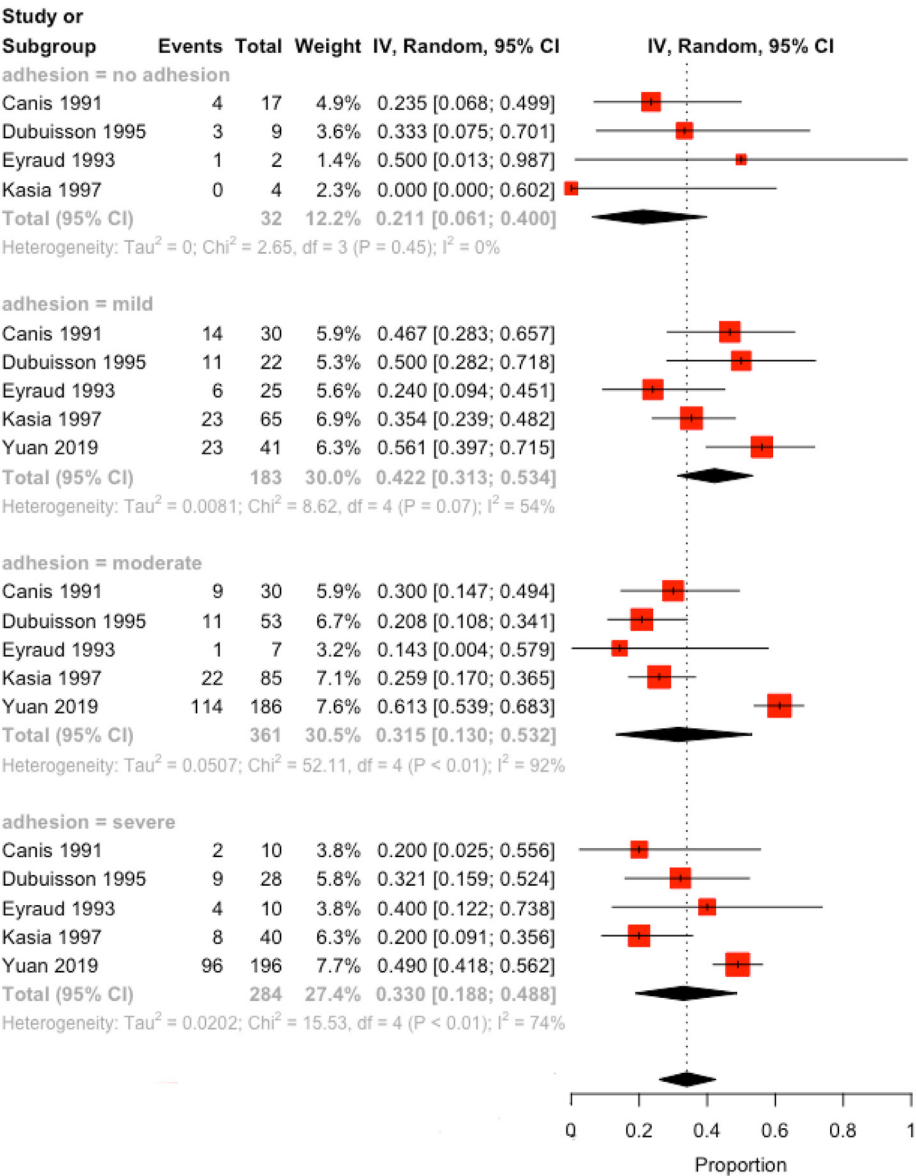 Study or
Subgroup Events Total Weight IV, Random, 95% CI IV, Random, 95% CI
adhesion = no adhesion
Canis 1991 4 17 4.9% 0.235 [0.068; 0.499]
Dubuisson 1995 3 9 3.6% 0.333 [0.075; 0.701]
Eyraud 1993 1 2 1.4% 0.500 [0.013; 0.987]
Kasia 1997 0 4 2.3% 0.000 [0.000; 0.602]
Total (95% CI) 32 12.2% 0.211 [0.061; 0.400]
Heterogeneity: Tau² = 0; Chi² = 2.65, df = 3 (P = 0.45); I² = 0%
adhesion = mild
Canis 1991 14 30 5.9% 0.467 [0.283; 0.657]
Dubuisson 1995 11 22 5.3% 0.500 [0.282; 0.718]
Eyraud 1993 6 25 5.6% 0.240 [0.094; 0.451]
Kasia 1997 23 65 6.9% 0.354 [0.239; 0.482]
Yuan 2019 23 41 6.3% 0.561 [0.397; 0.715]
Total (95% CI) 183 30.0% 0.422 [0.313; 0.534]
Heterogeneity: Tau² = 0.0081; Chi² = 8.62, df = 4 (P = 0.07); I² = 54%
adhesion = moderate
Canis 1991 9 30 5.9% 0.300 [0.147; 0.494]
Dubuisson 1995 11 53 6.7% 0.208 [0.108; 0.341]
Eyraud 1993 1 7 3.2% 0.143 [0.004; 0.579]
Kasia 1997 22 85 7.1% 0.259 [0.170; 0.365]
Yuan 2019 114 186 7.6% 0.613 [0.539; 0.683]
Total (95% CI) 361 30.5% 0.315 [0.130; 0.532]
Heterogeneity: Tau² = 0.0507; Chi² = 52.11, df = 4 (P < 0.01); I² = 92%
adhesion = severe
Canis 1991 2 10 3.8% 0.200 [0.025; 0.556]
Dubuisson 1995 9 28 5.8% 0.321 [0.159; 0.524]
Eyraud 1993 4 10 3.8% 0.400 [0.122; 0.738]
Kasia 1997 8 40 6.3% 0.200 [0.091; 0.356]
Yuan 2019 96 196 7.7% 0.490 [0.418; 0.562]
Total (95% CI) 284 27.4% 0.330 [0.188; 0.488]
Heterogeneity: Tau² = 0.0202; Chi² = 15.53, df = 4 (P < 0.01); I² = 74%
0 0.2 0.4 0.6 0.8 1
Proportion